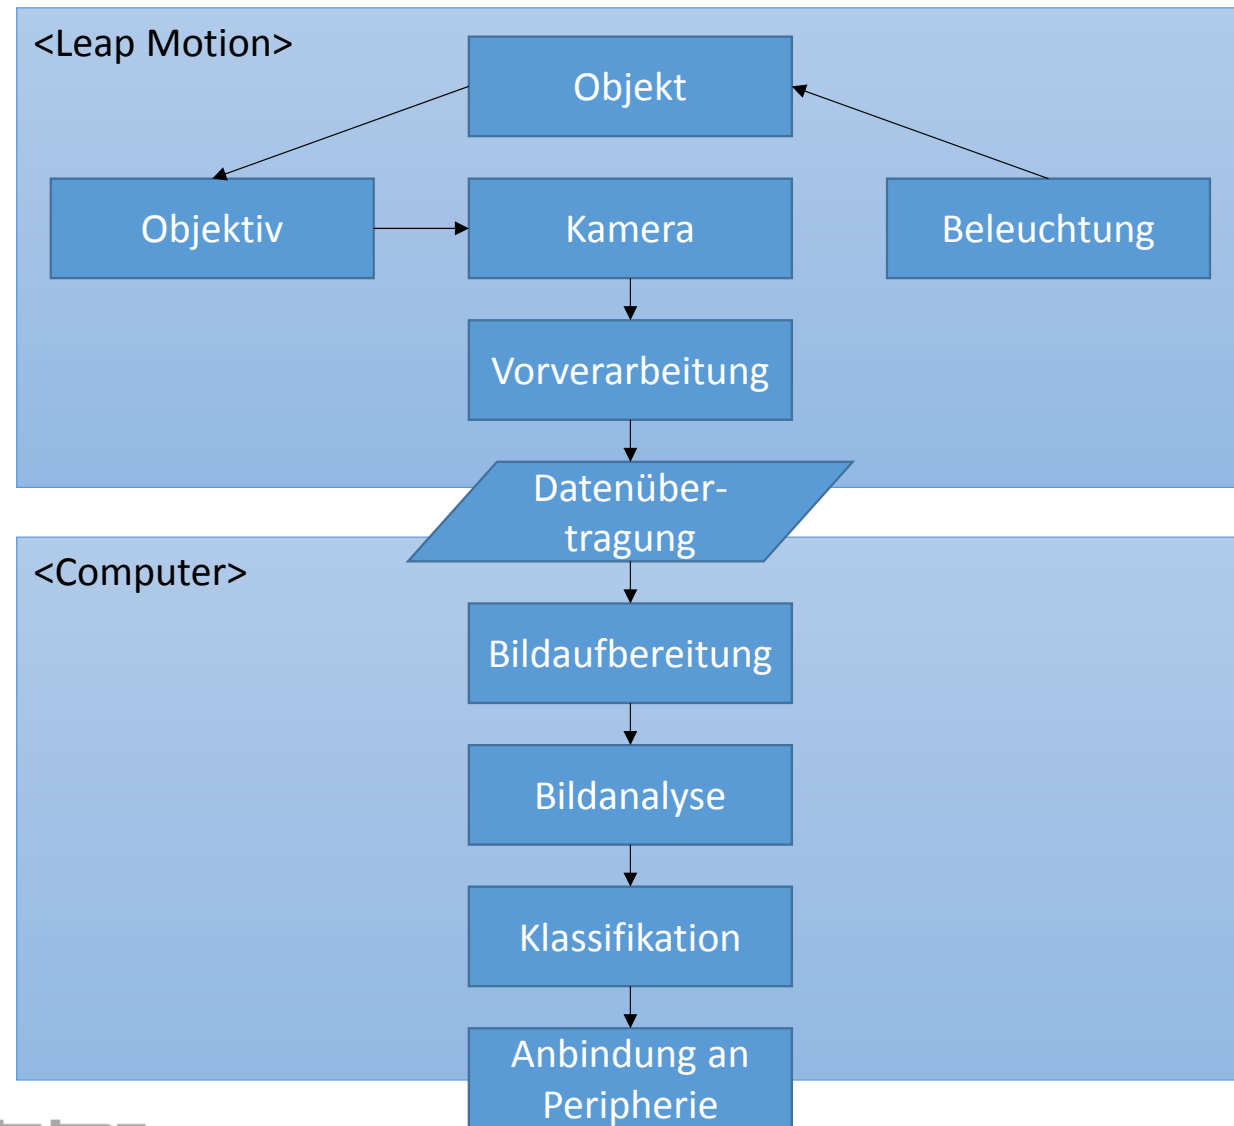 <Leap Motion>
Objekt
Objektiv
Kamera
Beleuchtung
Vorverarbeitung
Datenüber-
tragung
<Computer>
Bildaufbereitung
Bildanalyse
Klassifikation
Anbindung an
Peripherie